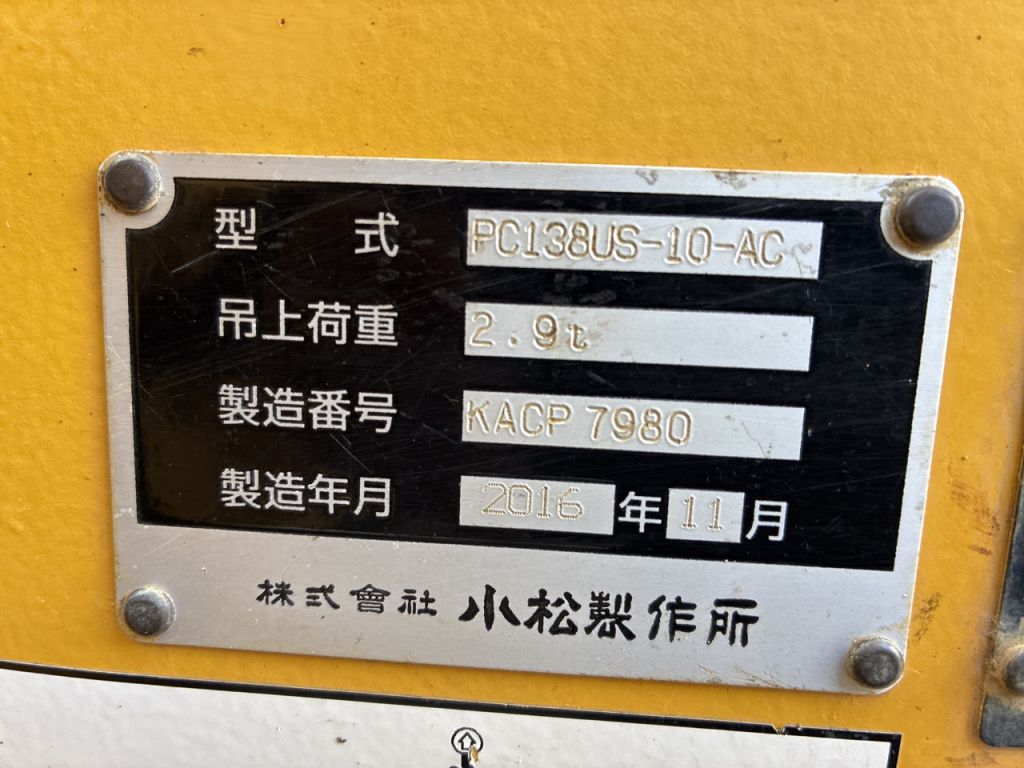 型式 PC138US-10-AC
吊上荷重 2.9t
製造番号 KACP 7980
製造年月 2016 年 11 月
株式會社 小松製作所